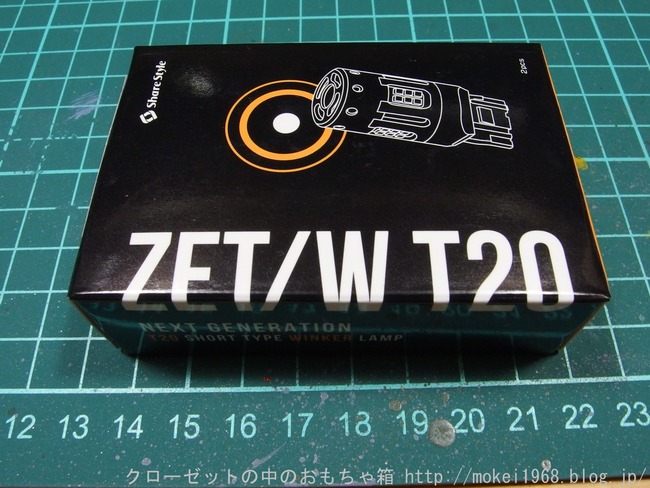 Share Style
2pcs
ZET/W T20
NEXT GENERATION
T20 SHORT TYPE WINKER LAMP
12 13 14 15 16 17 18 19 20 21 22 23
クローゼットの中のおもちゃ箱 http://mokei1968.blog.jp/